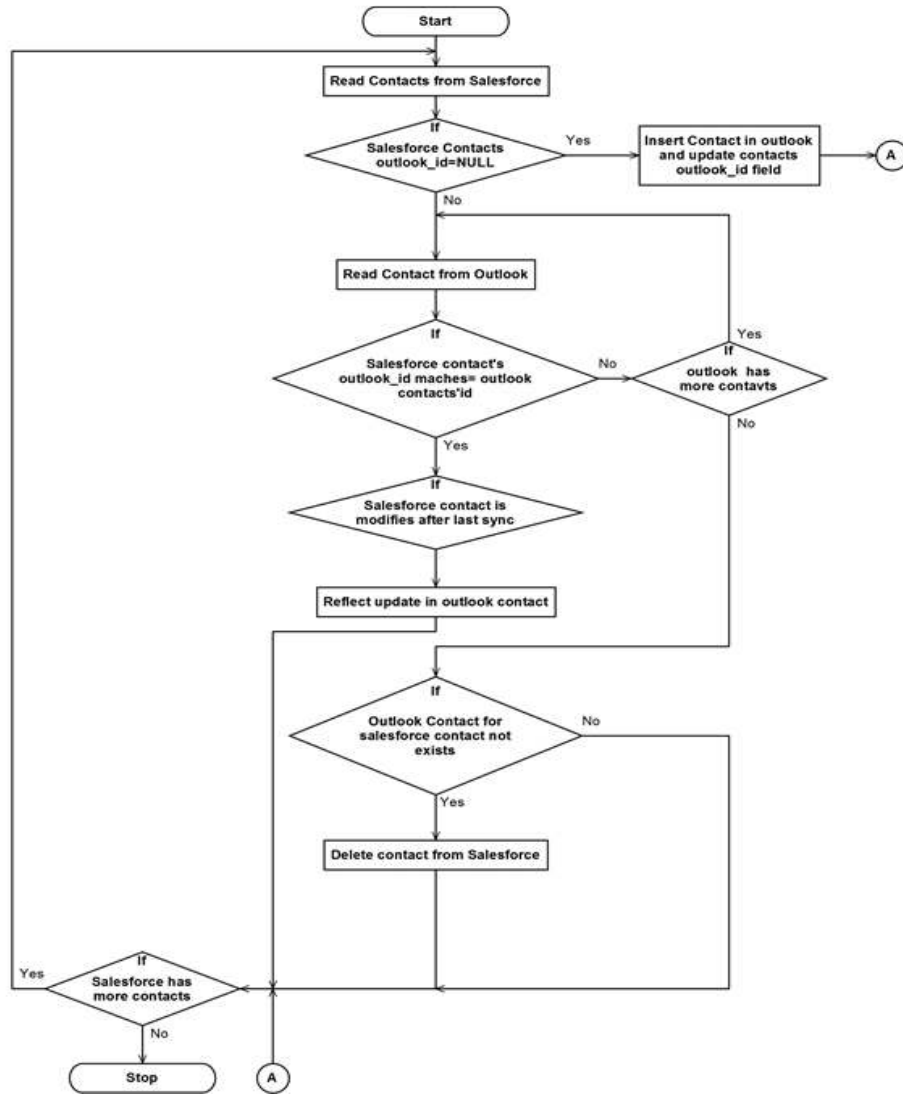 Start
Read Contacts from Salesforce
If
Salesforce Contacts
outlook_id=NULL
Yes
Insert Contact in outlook
and update contacts
outlook_id field
A
No
Read Contact from Outlook
If
Salesforce contact's
outlook_id maches= outlook
contacts'id
No
Yes
If
outlook has
more contavts
No
Yes
If
Salesforce contact is
modifies after last sync
Reflect update in outlook contact
If
Outlook Contact for
salesforce contact not
exists
No
Yes
Delete contact from Salesforce
If
Salesforce has
more contacts
Yes
No
Stop
A